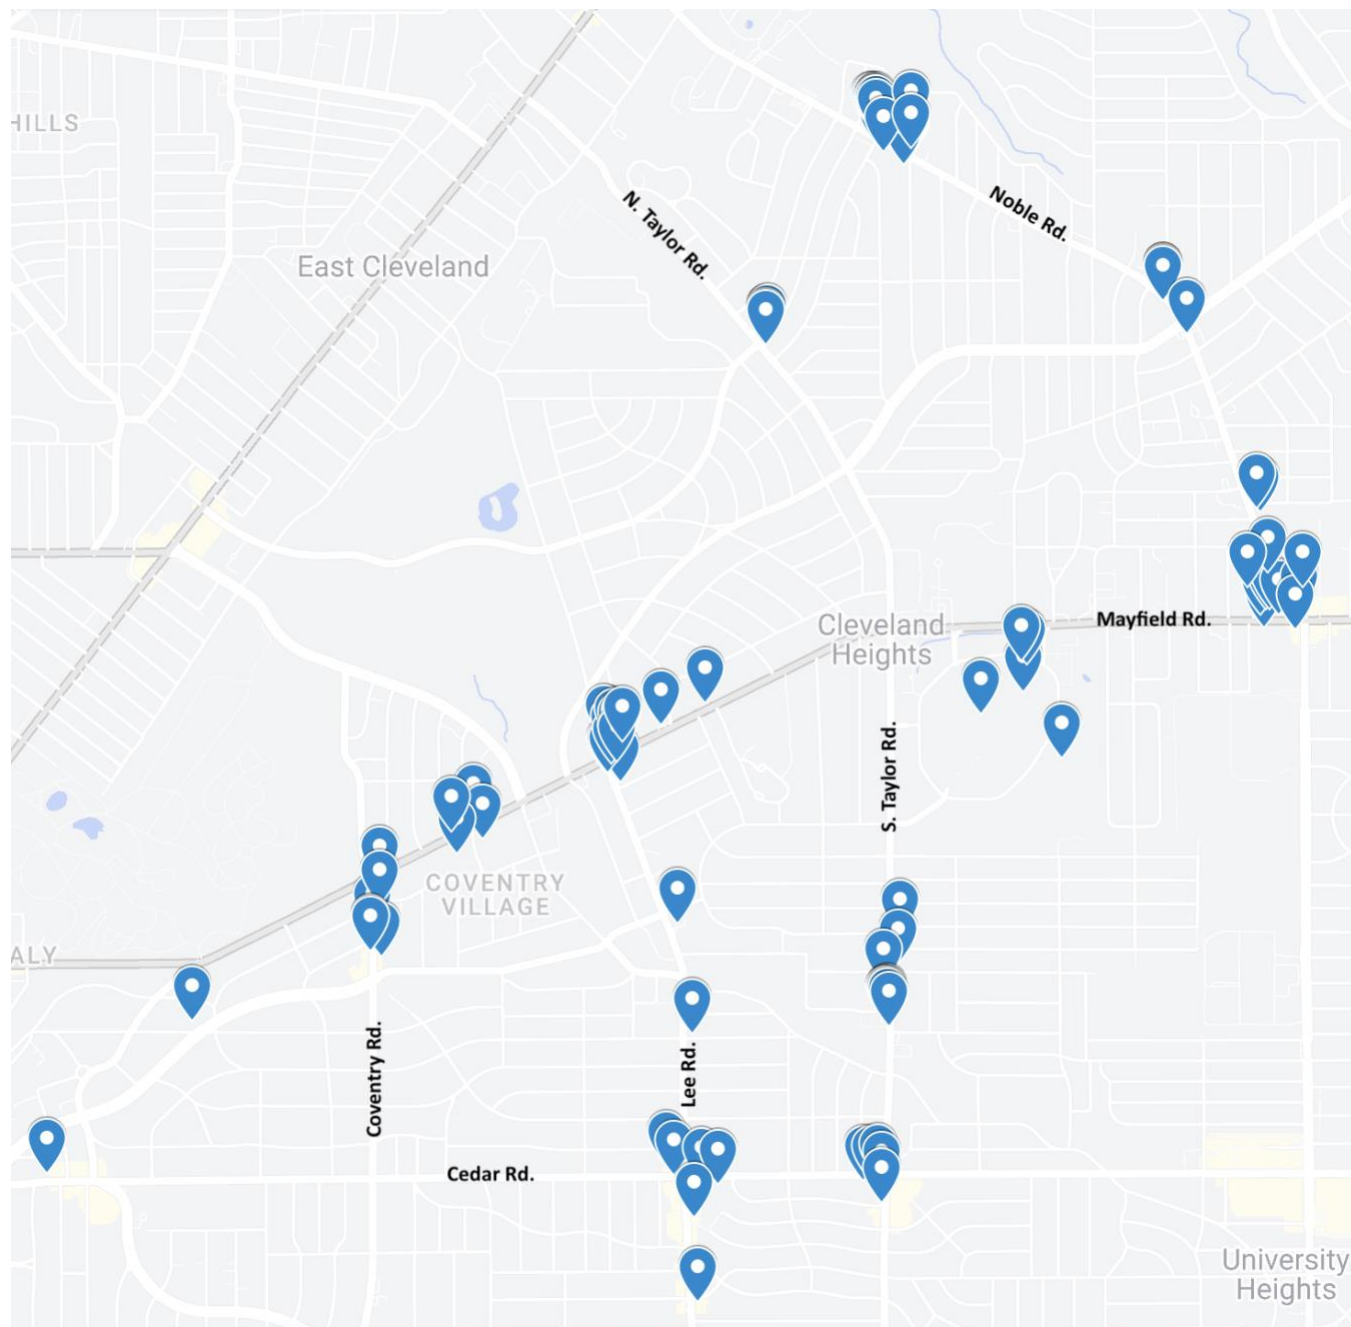 HILLS
N. Taylor Rd.
Noble Rd.
East Cleveland
Mayfield Rd.
Cleveland
Heights
S. Taylor Rd.
COVENTRY
VILLAGE
ALY
Coventry Rd.
Lee Rd.
Cedar Rd.
University
Heights